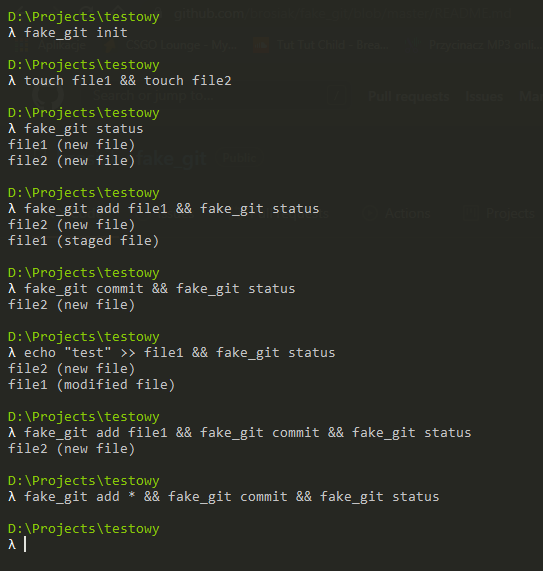 D:\Projects\testowy
λ fake_git init
D:\Projects\testowy
λ touch file1 && touch file2
D:\Projects\testowy
λ fake_git status
file1 (new file)
file2 (new file)
D:\Projects\testowy
λ fake_git add file1 && fake_git status
file2 (new file)
file1 (staged file)
D:\Projects\testowy
λ fake_git commit && fake_git status
file2 (new file)
D:\Projects\testowy
λ echo "test" >> file1 && fake_git status
file2 (new file)
file1 (modified file)
D:\Projects\testowy
λ fake_git add file1 && fake_git commit && fake_git status
file2 (new file)
D:\Projects\testowy
λ fake_git add * && fake_git commit && fake_git status
D:\Projects\testowy
λ